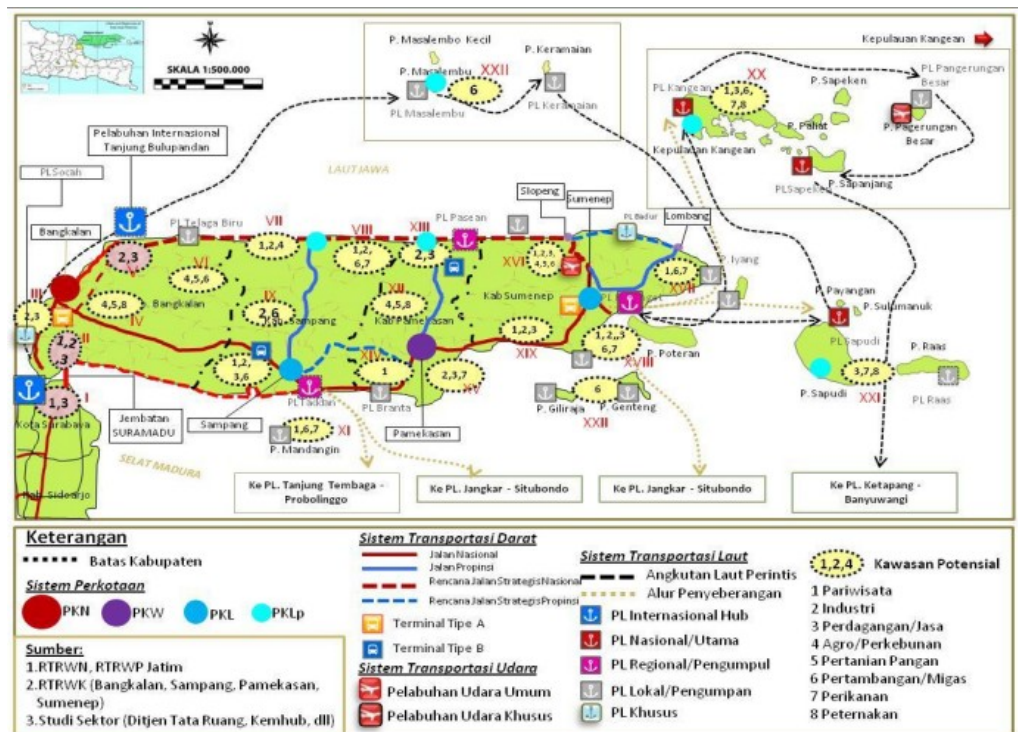 SKALA 1:500.000
P. Masalembo Kecil
P. Masalembu
XXII
6
PL Masalembu
P. Keramaian
PL Keramaian
Kepulauan Kangean
PL Kangean
XX
1,3,6,
7,8
P. Sapeken
PL Pangerungan
Besar
P. Paliat
P. Pagerungan
Besar
Kepulauan Kangean
PL Sapeken
P. Sapanjang
Pelabuhan Internasional
Tanjung Bulupandan
PL Socah
Bangkalan
LAUT JAWA
PL Telaga Biru
VII
VIII
XIII
PL Pasean
Slopeng
Sumenep
PL Badur
Lombang
2,3
V
VI
4,5,6
1,2,4
1,2,
6,7
2,3
XVI
1,2,3,
4,5,6
1,6,7
XVII
P. Iyang
III
2,3
4,5,8
IV
Bangkalan
IX
2,6
Kab. Sampang
XII
4,5,8
Kab Pamekasan
Kab Sumenep
P. Payangan
P. Sulumanuk
II
1,2
,3
1,2,
3,6
XIV
1
1,2,3
XIX
1,2,,3
6,7
XVIII
P. Poteran
PL Sapudi
P. Sapudi
3,7,8
XXI
P. Raas
PL Raas
I
1,3
Kota Surabaya
Jembatan
SURAMADU
Sampang
PL Taddan
PL Branta
2,3,7
XV
Pamekasan
P. Giliraja
6
P. Genteng
XXII
P. Mandangin
1,6,7
XI
SELAT MADURA
Kab. Sidoarjo
Ke PL. Tanjung Tembaga -
Probolinggo
Ke PL. Jangkar - Situbondo
Ke PL. Jangkar - Situbondo
Ke PL. Ketapang -
Banyuwangi
Keterangan
Batas Kabupaten
Sistem Perkotaan
PKN
PKW
PKL
PKLp
Sumber:
1.RTRWN, RTRWP Jatim
2.RTRWK (Bangkalan, Sampang, Pamekasan,
Sumenep)
3.Studi Sektor (Ditjen Tata Ruang, Kemhub, dll)
Sistem Transportasi Darat
Jalan Nasional
Jalan Propinsi
Rencana Jalan Strategis Nasional
Rencana Jalan Strategis Propinsi
Terminal Tipe A
Terminal Tipe B
Sistem Transportasi Udara
Pelabuhan Udara Umum
Pelabuhan Udara Khusus
Sistem Transportasi Laut
Angkutan Laut Perintis
Alur Penyeberangan
PL Internasional Hub
PL Nasional/Utama
PL Regional/Pengumpul
PL Lokal/Pengumpan
PL Khusus
1,2,4
Kawasan Potensial
1 Pariwisata
2 Industri
3 Perdagangan/Jasa
4 Agro/Perkebunan
5 Pertanian Pangan
6 Pertambangan/Migas
7 Perikanan
8 Peternakan